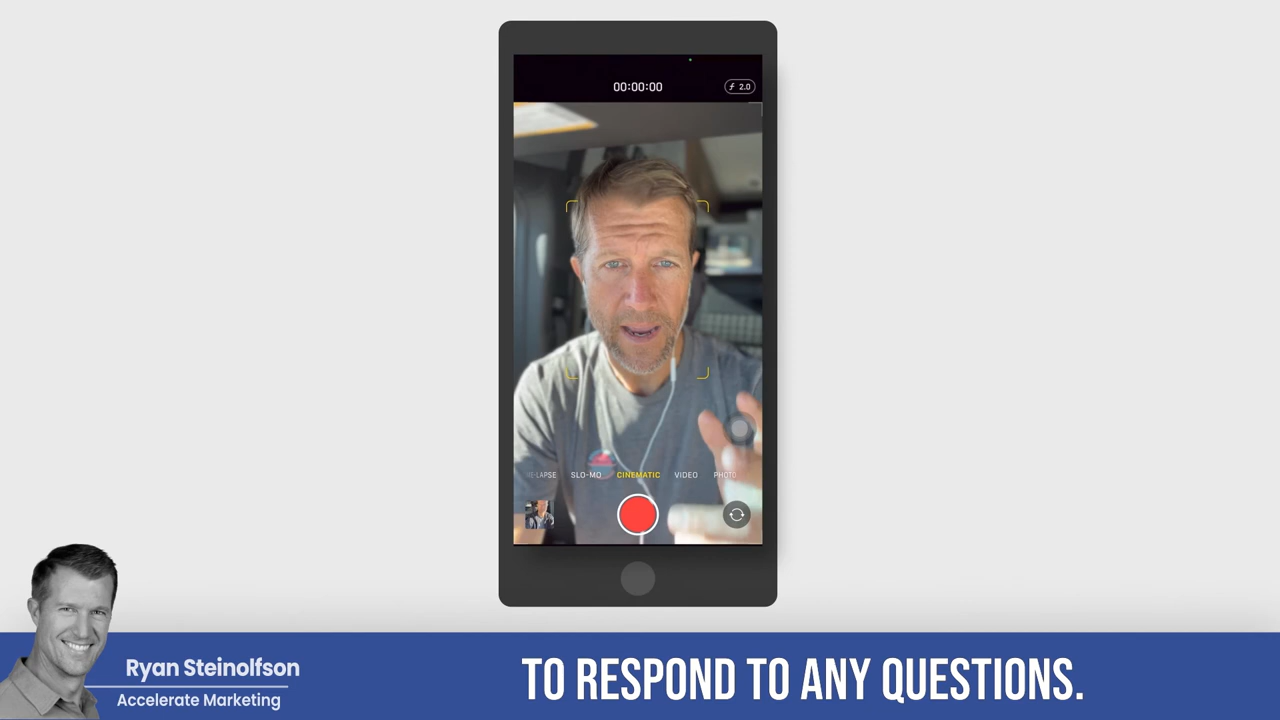 00:00:00
f 2.0
E-LAPSE SLO-MO CINEMATIC VIDEO PHOTO
Ryan Steinolfson
Accelerate Marketing
TO RESPOND TO ANY QUESTIONS.